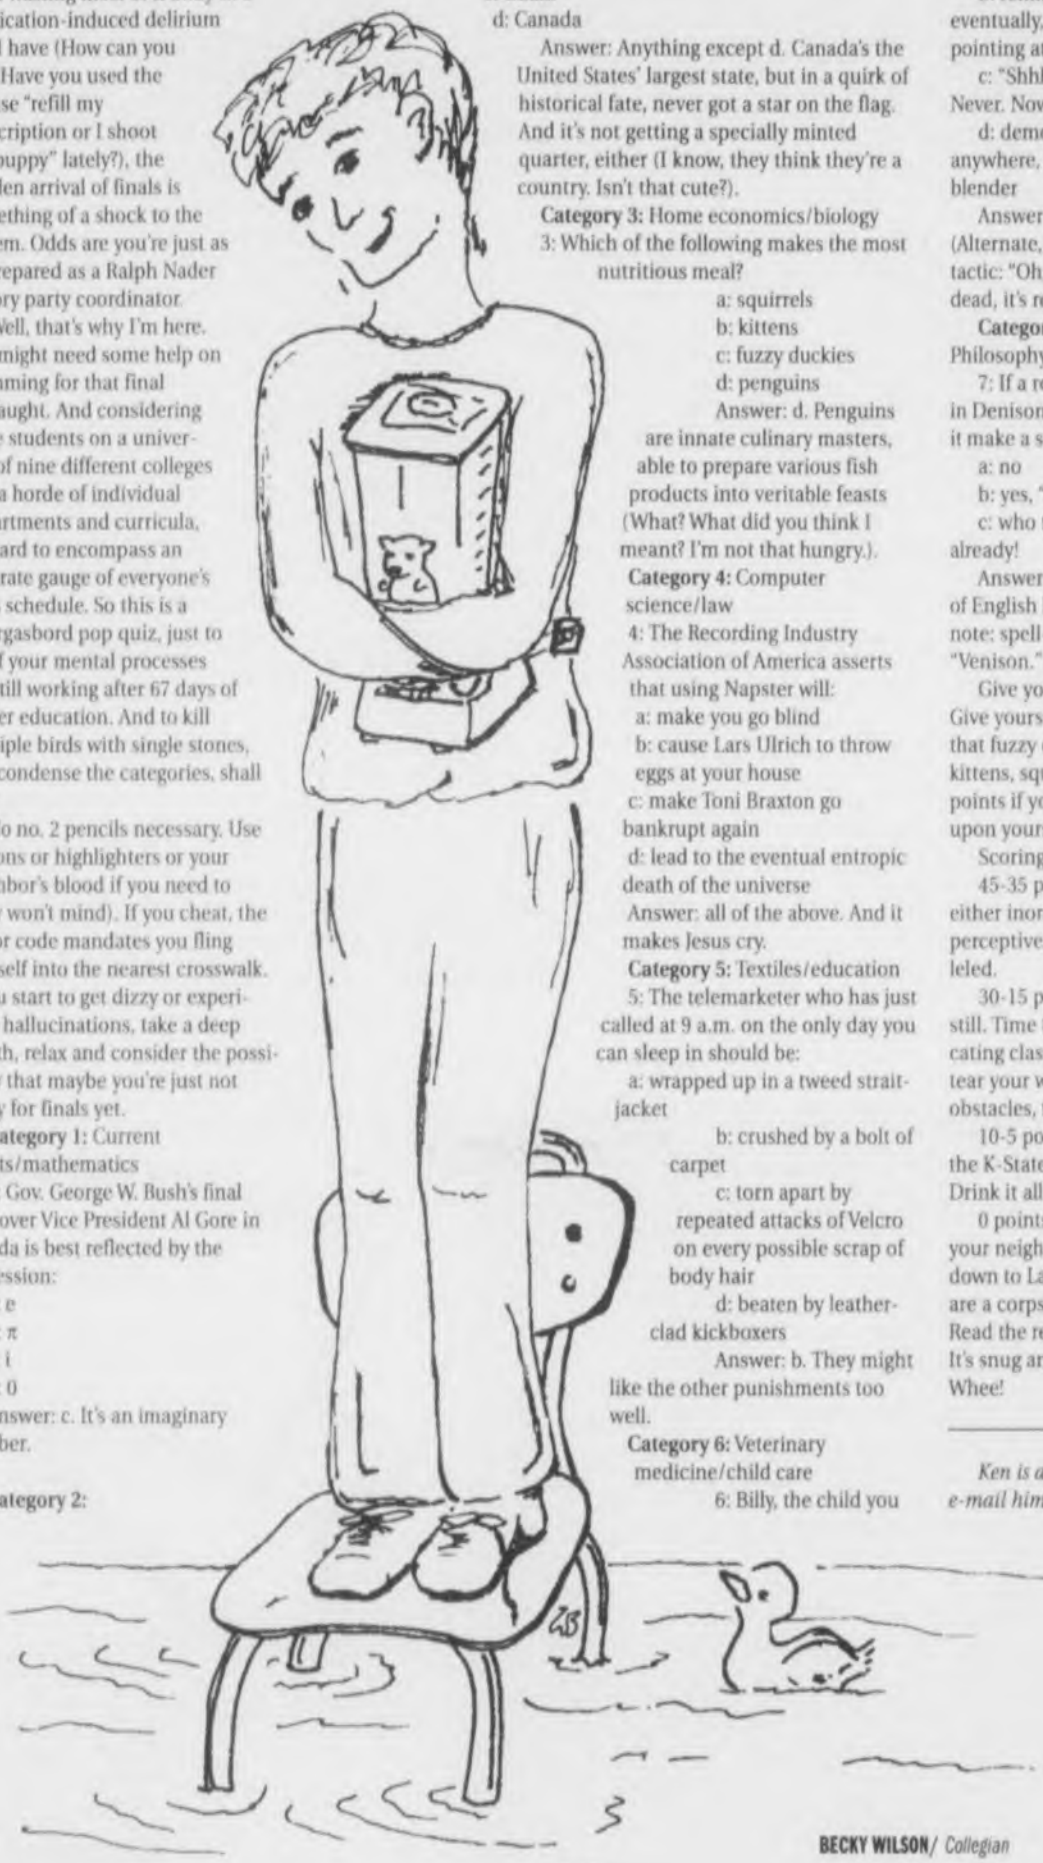 ication-induced delirium
I have (How can you
Have you used the
se "refill my
cription or I shoot
puppy" lately?), the
len arrival of finals is
ething of a shock to the
em. Odds are you're just as
repared as a Ralph Nader
ory party coordinator.
Well, that's why I'm here.
might need some help on
ming for that final
aught. And considering
e students on a univer-
of nine different colleges
a horde of individual
artments and curricula,
ard to encompass an
rate gauge of everyone's
schedule. So this is a
rgasbord pop quiz, just to
f your mental processes
till working after 67 days of
er education. And to kill
iple birds with single stones,
condense the categories, shall
o no. 2 pencils necessary. Use
ons or highlighters or your
hbor's blood if you need to
won't mind). If you cheat, the
or code mandates you fling
self into the nearest crosswalk.
u start to get dizzy or experi-
hallucinations, take a deep
th, relax and consider the possi-
that maybe you're just not
y for finals yet.
ategory 1: Current
ts/mathematics
Gov. George W. Bush's final
over Vice President Al Gore in
da is best reflected by the
ession:
e
π
i
0
nswer: c. It's an imaginary
ber.
ategory 2:
d: Canada
Answer: Anything except d. Canada's the
United States' largest state, but in a quirk of
historical fate, never got a star on the flag.
And it's not getting a specially minted
quarter, either (I know, they think they're a
country. Isn't that cute?).
Category 3: Home economics/biology
3: Which of the following makes the most
nutritious meal?
a: squirrels
b: kittens
c: fuzzy duckies
d: penguins
Answer: d. Penguins
are innate culinary masters,
able to prepare various fish
products into veritable feasts
(What? What did you think I
meant? I'm not that hungry.).
Category 4: Computer
science/law
4: The Recording Industry
Association of America asserts
that using Napster will:
a: make you go blind
b: cause Lars Ulrich to throw
eggs at your house
c: make Toni Braxton go
bankrupt again
d: lead to the eventual entropic
death of the universe
Answer: all of the above. And it
makes Jesus cry.
Category 5: Textiles/education
5: The telemarketer who has just
called at 9 a.m. on the only day you
can sleep in should be:
a: wrapped up in a tweed strait-
jacket
b: crushed by a bolt of
carpet
c: torn apart by
repeated attacks of Velcro
on every possible scrap of
body hair
d: beaten by leather-
clad kickboxers
Answer: b. They might
like the other punishments too
well.
Category 6: Veterinary
medicine/child care
6: Billy, the child you
eventually,
pointing at
c: "Shhh
Never. Now
d: deme
anywhere,
blender
Answer
(Alternate,
tactic: "Oh
dead, it's re
Categor
Philosophy
7: If a re
in Denison
it make a s
a: no
b: yes, "
c: who
already!
Answer
of English
note: spell
"Venison."
Give yo
Give yours
that fuzzy
kittens, squ
points if yo
upon your
Scoring
45-35 p
either inor
perceptive
leled.
30-15 p
still. Time
cating clas
tear your w
obstacles,
10-5 po
the K-State
Drink it all
0 points
your neigh
down to La
are a corps
Read the re
It's snug an
Whee!
Ken is a
e-mail him
BECKY WILSON/ Collegian